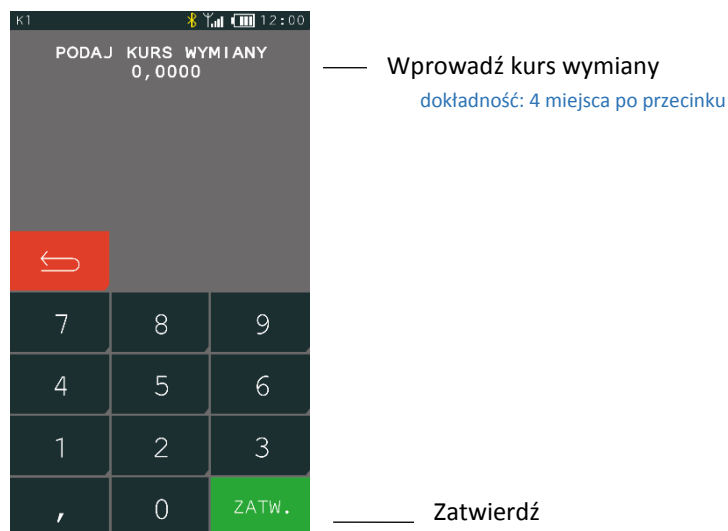 K1 12:00
PODAJ KURS WYMIANY
0,0000
Wprowadź kurs wymiany
dokładność: 4 miejsca po przecinku
7 8 9
4 5 6
1 2 3
, 0 ZATW.
Zatwierdź